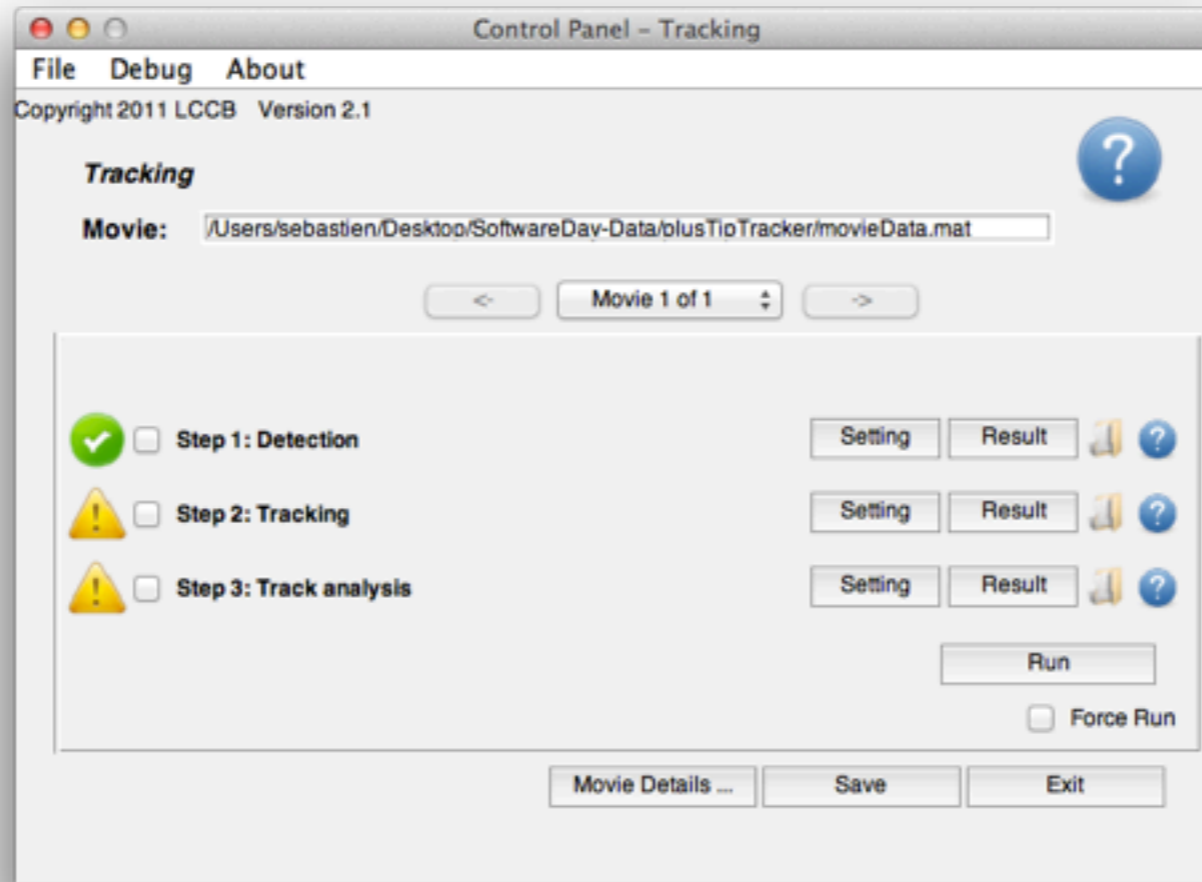 Control Panel – Tracking
File Debug About
Copyright 2011 LCCB Version 2.1
?
Tracking
Movie: /Users/sebastien/Desktop/SoftwareDay-Data/plusTipTracker/movieData.mat
<- Movie 1 of 1 ->
Step 1: Detection Setting Result ?
! Step 2: Tracking Setting Result ?
! Step 3: Track analysis Setting Result ?
Run
Force Run
Movie Details ... Save Exit